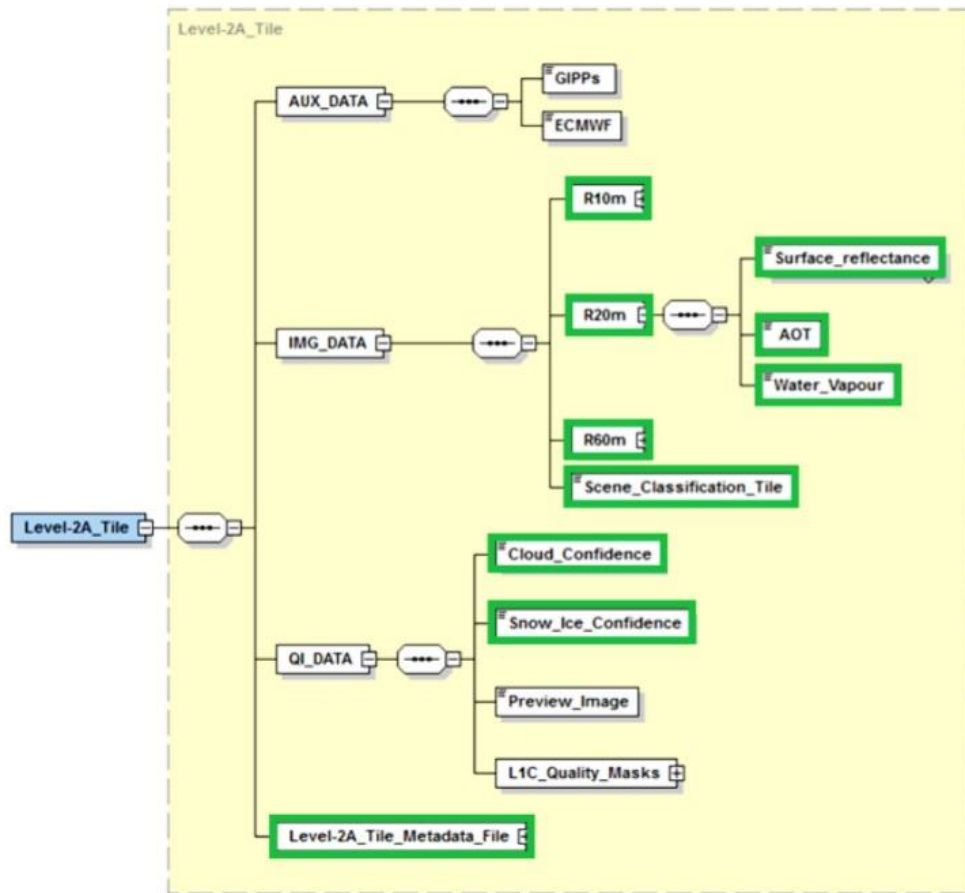 Level-2A_Tile
AUX_DATA
GIPPs
ECMWF
IMG_DATA
R10m
R20m
Surface_reflectance
AOT
Water_Vapour
R60m
Scene_Classification_Tile
Level-2A_Tile
QI_DATA
Cloud_Confidence
Snow_Ice_Confidence
Preview_Image
L1C_Quality_Masks
Level-2A_Tile_Metadata_File